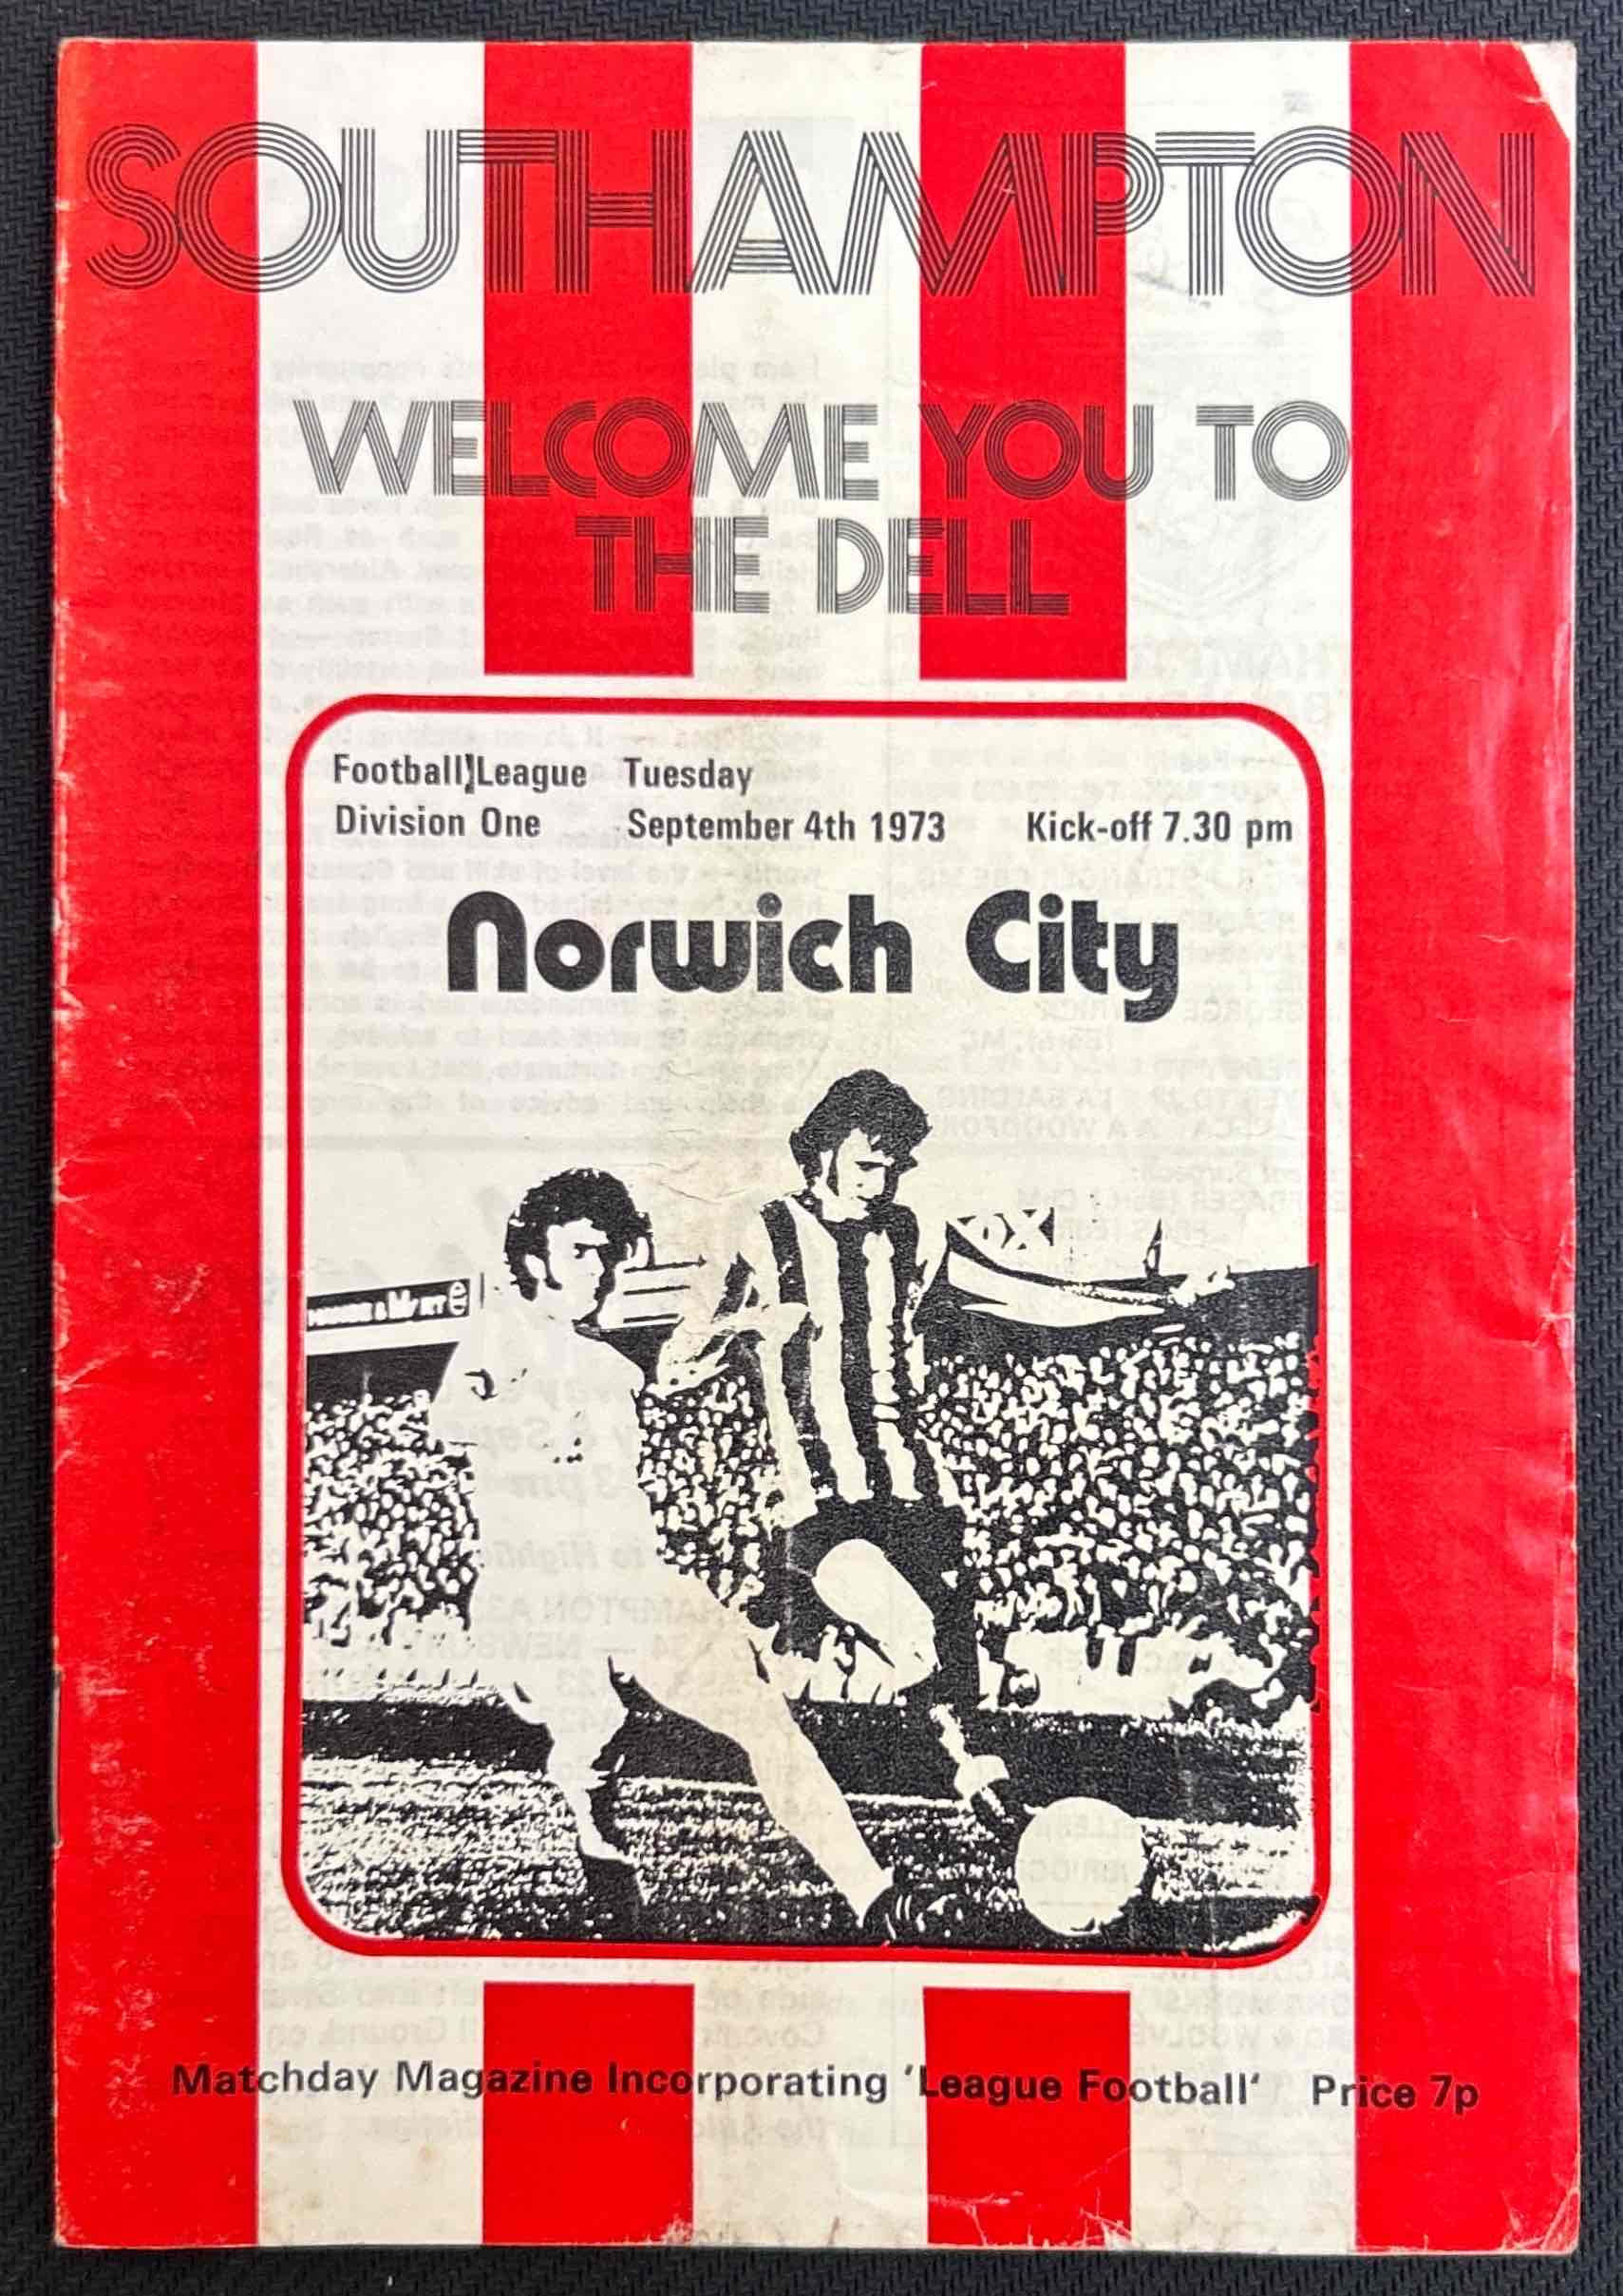 SOUTHAMPTON
WELCOME YOU TO
THE DELL
Football League Tuesday
Division One September 4th 1973 Kick-off 7.30 pm
Norwich City
Matchday Magazine Incorporating 'League Football' Price 7p